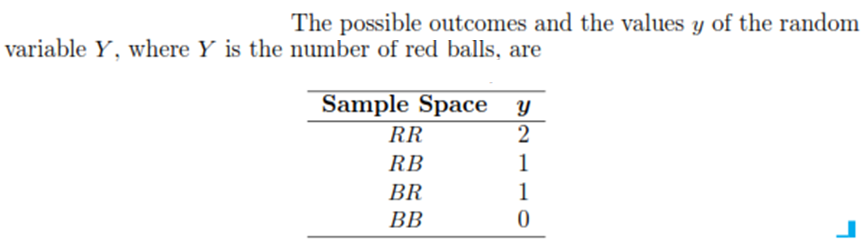 The possible outcomes and the values y of the random
variable Y, where Y is the number of red balls, are
Sample Space y
RR 2
RB 1
BR 1
BB 0